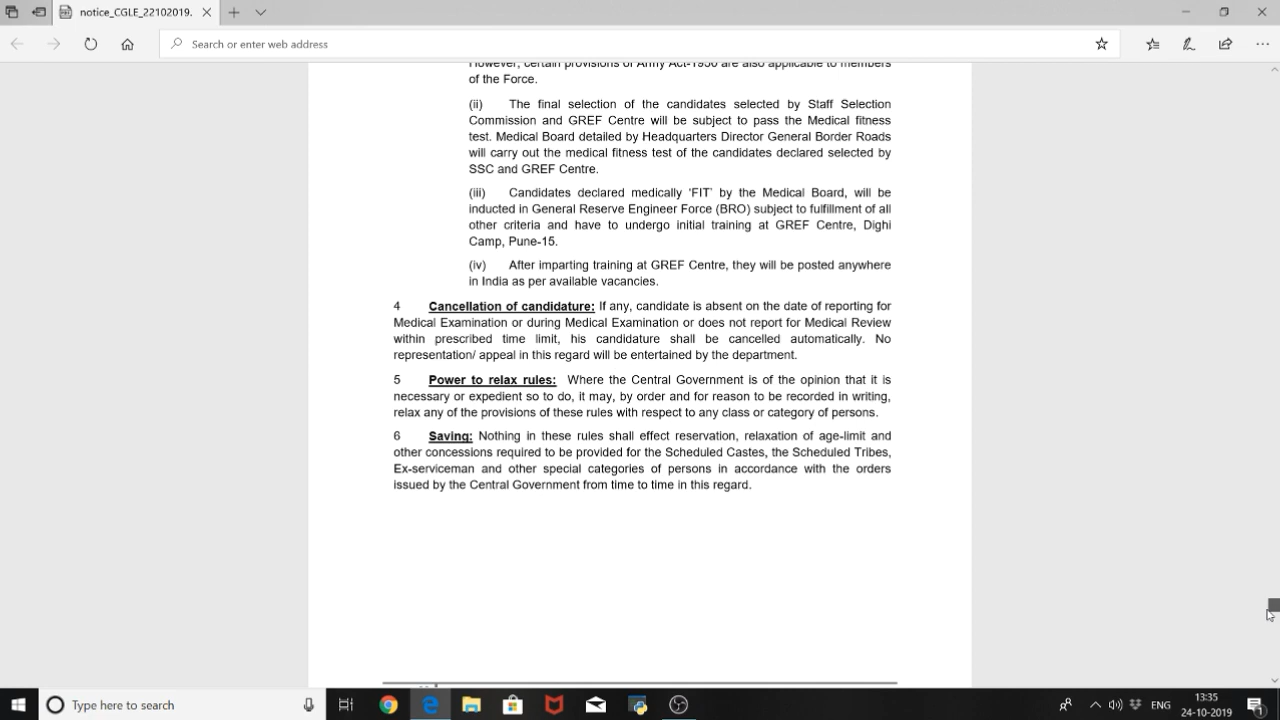 notice_CGLE_22102019.
Search or enter web address
However, certain provisions of Army Act-1950 are also applicable to members
of the Force.
(ii) The final selection of the candidates selected by Staff Selection
Commission and GREF Centre will be subject to pass the Medical fitness
test. Medical Board detailed by Headquarters Director General Border Roads
will carry out the medical fitness test of the candidates declared selected by
SSC and GREF Centre.
(iii) Candidates declared medically 'FIT' by the Medical Board, will be
inducted in General Reserve Engineer Force (BRO) subject to fulfillment of all
other criteria and have to undergo initial training at GREF Centre, Dighi
Camp, Pune-15.
(iv) After imparting training at GREF Centre, they will be posted anywhere
in India as per available vacancies.
4 Cancellation of candidature: If any, candidate is absent on the date of reporting for
Medical Examination or during Medical Examination or does not report for Medical Review
within prescribed time limit, his candidature shall be cancelled automatically. No
representation/ appeal in this regard will be entertained by the department.
5 Power to relax rules: Where the Central Government is of the opinion that it is
necessary or expedient so to do, it may, by order and for reason to be recorded in writing,
relax any of the provisions of these rules with respect to any class or category of persons.
6 Saving: Nothing in these rules shall effect reservation, relaxation of age-limit and
other concessions required to be provided for the Scheduled Castes, the Scheduled Tribes,
Ex-serviceman and other special categories of persons in accordance with the orders
issued by the Central Government from time to time in this regard.
Type here to search
ENG
13:35
24-10-2019
1